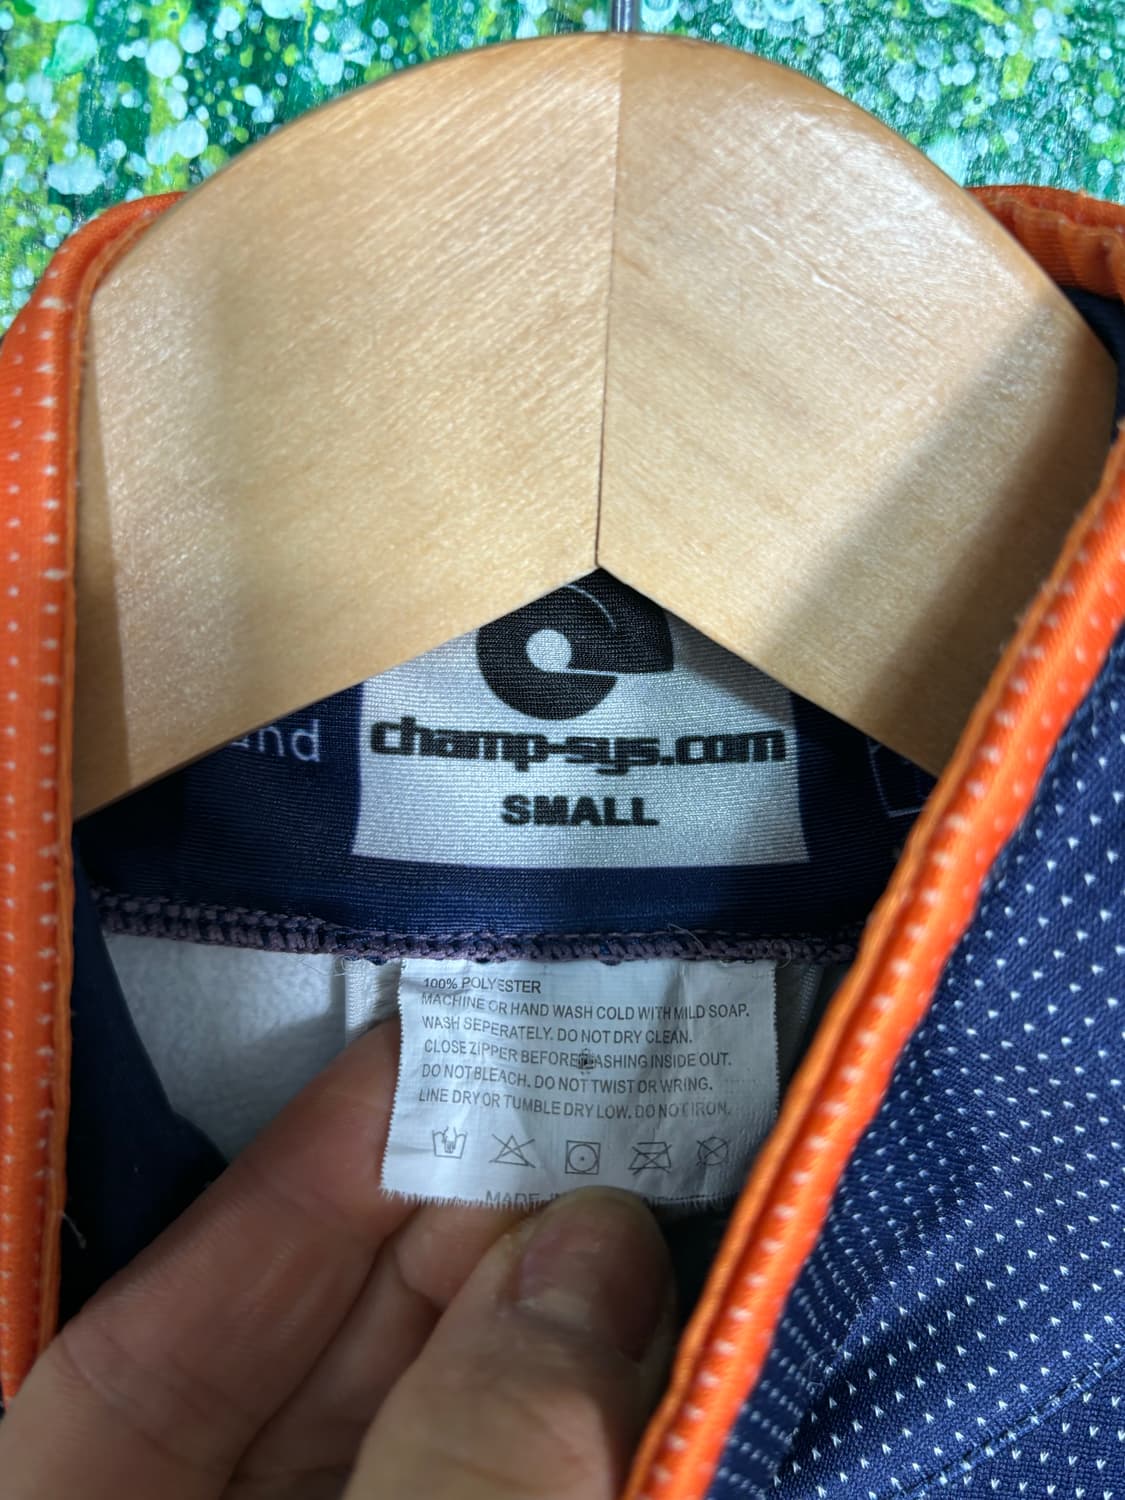 champ-sys.com
SMALL
100% POLYESTER
MACHINE OR HAND WASH COLD WITH MILD SOAP.
WASH SEPERATELY. DO NOT DRY CLEAN.
CLOSE ZIPPER BEFORE WASHING INSIDE OUT.
DO NOT BLEACH. DO NOT TWIST OR WRING.
LINE DRY OR TUMBLE DRY LOW. DO NOT IRON.
MADE